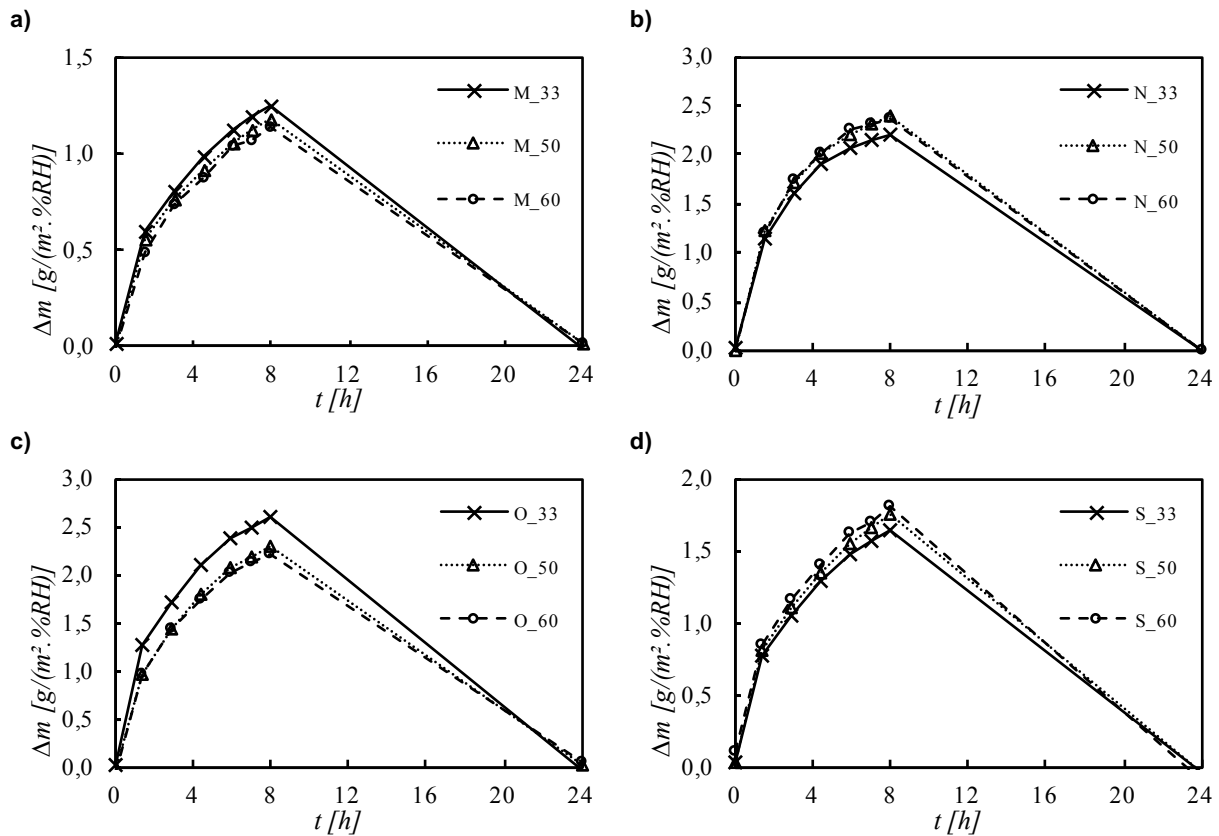 a)
1,5
1,0
0,5
0,0
Δm [g/(m².%RH)]
0 4 8 12 16 20 24
t [h]
M_33
M_50
M_60
b)
3,0
2,5
2,0
1,5
1,0
0,5
0,0
Δm [g/(m².%RH)]
0 4 8 12 16 20 24
t [h]
N_33
N_50
N_60
c)
3,0
2,5
2,0
1,5
1,0
0,5
0,0
Δm [g/(m².%RH)]
0 4 8 12 16 20 24
t [h]
O_33
O_50
O_60
d)
2,0
1,5
1,0
0,5
0,0
Δm [g/(m².%RH)]
0 4 8 12 16 20 24
t [h]
S_33
S_50
S_60